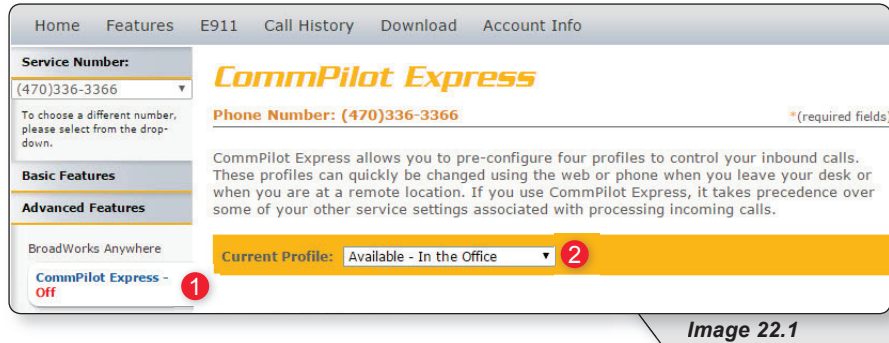 Home Features E911 Call History Download Account Info
Service Number:
(470)336-3366
To choose a different number,
please select from the drop-
down.
Basic Features
Advanced Features
BroadWorks Anywhere
CommPilot Express -
Off
1
CommPilot Express
Phone Number: (470)336-3366
*(required fields)
CommPilot Express allows you to pre-configure four profiles to control your inbound calls.
These profiles can quickly be changed using the web or phone when you leave your desk or
when you are at a remote location. If you use CommPilot Express, it takes precedence over
some of your other service settings associated with processing incoming calls.
Current Profile: Available - In the Office 2
Image 22.1